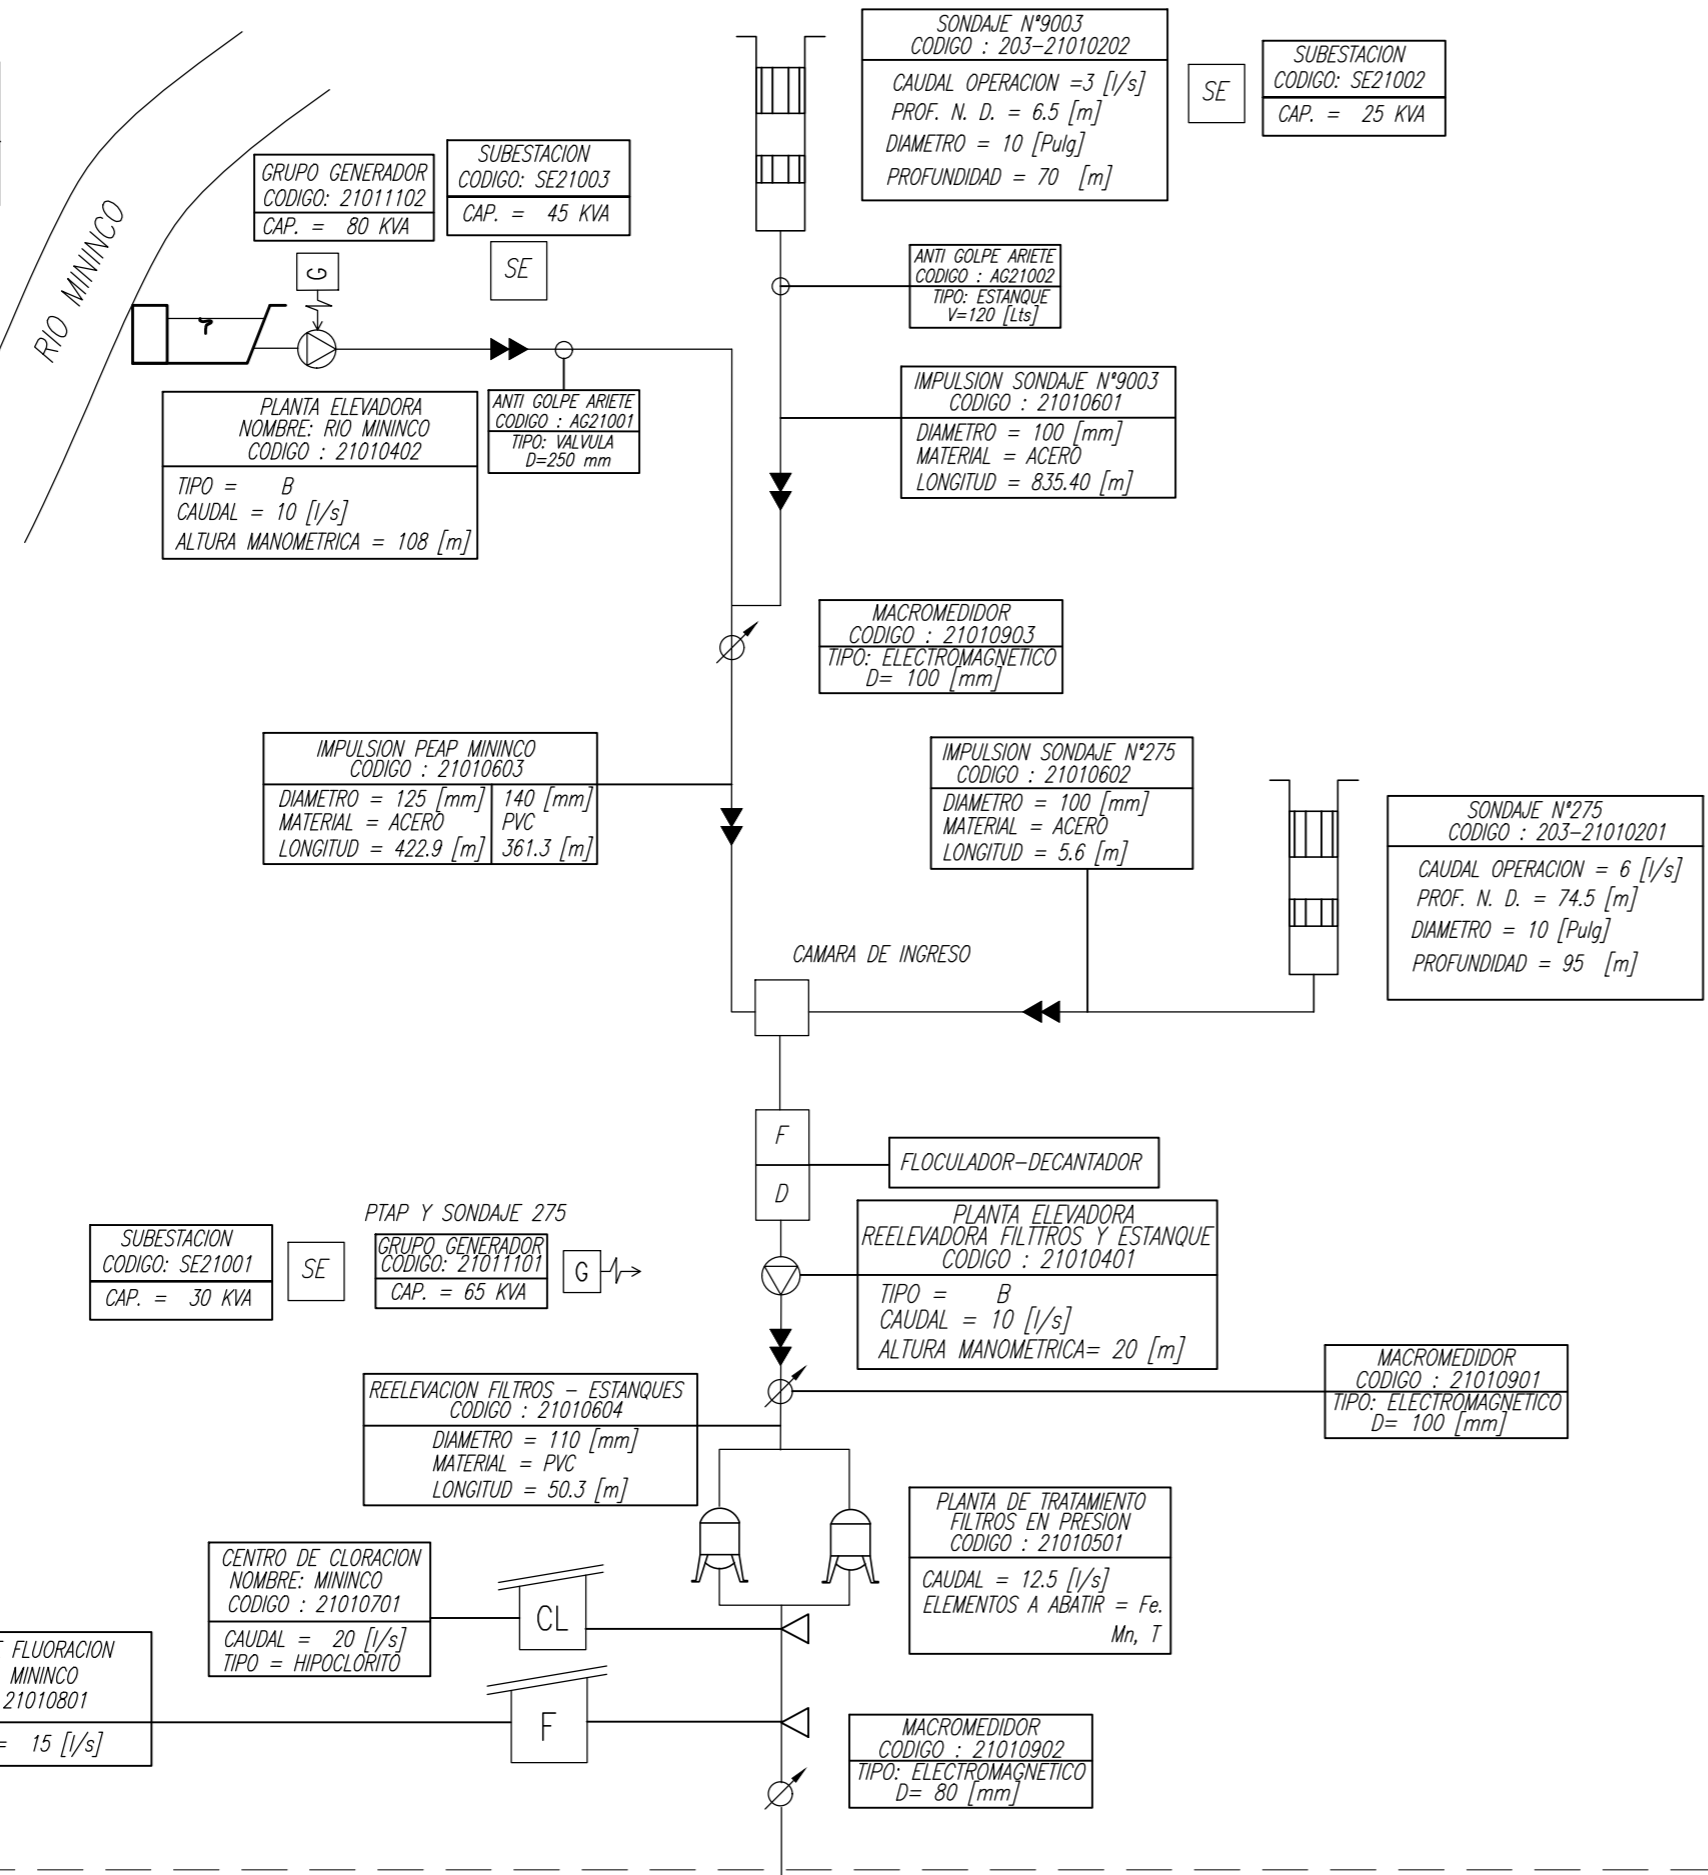 SONDAJE N°9003
CODIGO : 203-21010202
CAUDAL OPERACION =3 [l/s]
PROF. N. D. = 6.5 [m]
DIAMETRO = 10 [Pulg]
PROFUNDIDAD = 70 [m]
SE
SUBESTACION
CODIGO: SE21002
CAP. = 25 KVA
RIO MININCO
GRUPO GENERADOR
CODIGO: 21011102
CAP. = 80 KVA
G
SUBESTACION
CODIGO: SE21003
CAP. = 45 KVA
SE
ANTI GOLPE ARIETE
CODIGO : AG21002
TIPO: ESTANQUE
V=120 [Lts]
PLANTA ELEVADORA
NOMBRE: RIO MININCO
CODIGO : 21010402
TIPO = B
CAUDAL = 10 [l/s]
ALTURA MANOMETRICA = 108 [m]
ANTI GOLPE ARIETE
CODIGO : AG21001
TIPO: VALVULA
D=250 mm
IMPULSION SONDAJE N°9003
CODIGO : 21010601
DIAMETRO = 100 [mm]
MATERIAL = ACERO
LONGITUD = 835.40 [m]
MACROMEDIDOR
CODIGO : 21010903
TIPO: ELECTROMAGNETICO
D= 100 [mm]
IMPULSION PEAP MININCO
CODIGO : 21010603
DIAMETRO = 125 [mm] 140 [mm]
MATERIAL = ACERO PVC
LONGITUD = 422.9 [m] 361.3 [m]
IMPULSION SONDAJE N°275
CODIGO : 21010602
DIAMETRO = 100 [mm]
MATERIAL = ACERO
LONGITUD = 5.6 [m]
SONDAJE N°275
CODIGO : 203-21010201
CAUDAL OPERACION = 6 [l/s]
PROF. N. D. = 74.5 [m]
DIAMETRO = 10 [Pulg]
PROFUNDIDAD = 95 [m]
CAMARA DE INGRESO
F
D
FLOCULADOR-DECANTADOR
SUBESTACION
CODIGO: SE21001
CAP. = 30 KVA
SE
PTAP Y SONDAJE 275
GRUPO GENERADOR
CODIGO: 21011101
CAP. = 65 KVA
G
PLANTA ELEVADORA
REELEVADORA FILTTROS Y ESTANQUE
CODIGO : 21010401
TIPO = B
CAUDAL = 10 [l/s]
ALTURA MANOMETRICA= 20 [m]
MACROMEDIDOR
CODIGO : 21010901
TIPO: ELECTROMAGNETICO
D= 100 [mm]
REELEVACION FILTROS - ESTANQUES
CODIGO : 21010604
DIAMETRO = 110 [mm]
MATERIAL = PVC
LONGITUD = 50.3 [m]
PLANTA DE TRATAMIENTO
FILTROS EN PRESION
CODIGO : 21010501
CAUDAL = 12.5 [l/s]
ELEMENTOS A ABATIR = Fe.
Mn, T
CENTRO DE CLORACION
NOMBRE: MININCO
CODIGO : 21010701
CAUDAL = 20 [l/s]
TIPO = HIPOCLORITO
CL
FLUORACION
MININCO
21010801
= 15 [l/s]
F
MACROMEDIDOR
CODIGO : 21010902
TIPO: ELECTROMAGNETICO
D= 80 [mm]